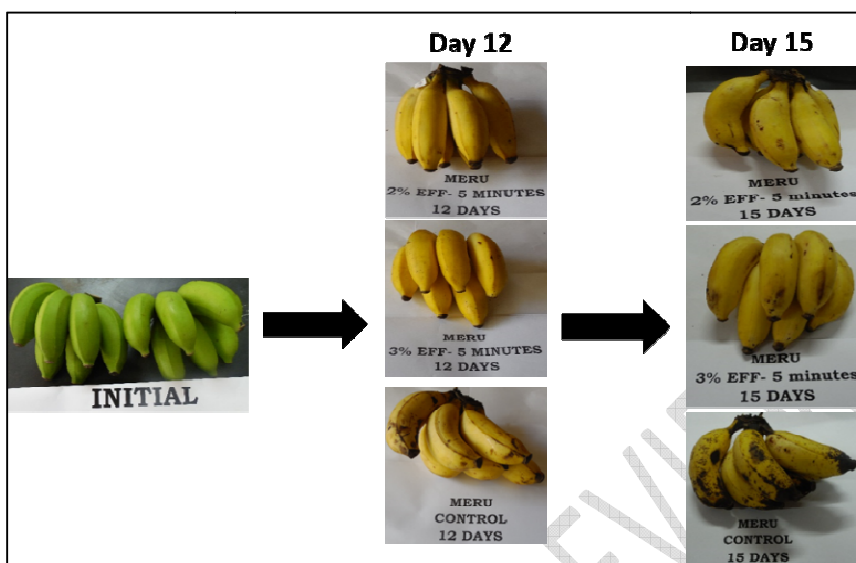 Day 12
Day 15
MERU
2% EFF- 5 MINUTES
12 DAYS
MERU
2% EFF- 5 minutes
15 DAYS
INITIAL
MERU
3% EFF- 5 MINUTES
12 DAYS
MERU
3% EFF- 5 minutes
15 DAYS
MERU
CONTROL
12 DAYS
MERU
CONTROL
15 DAYS